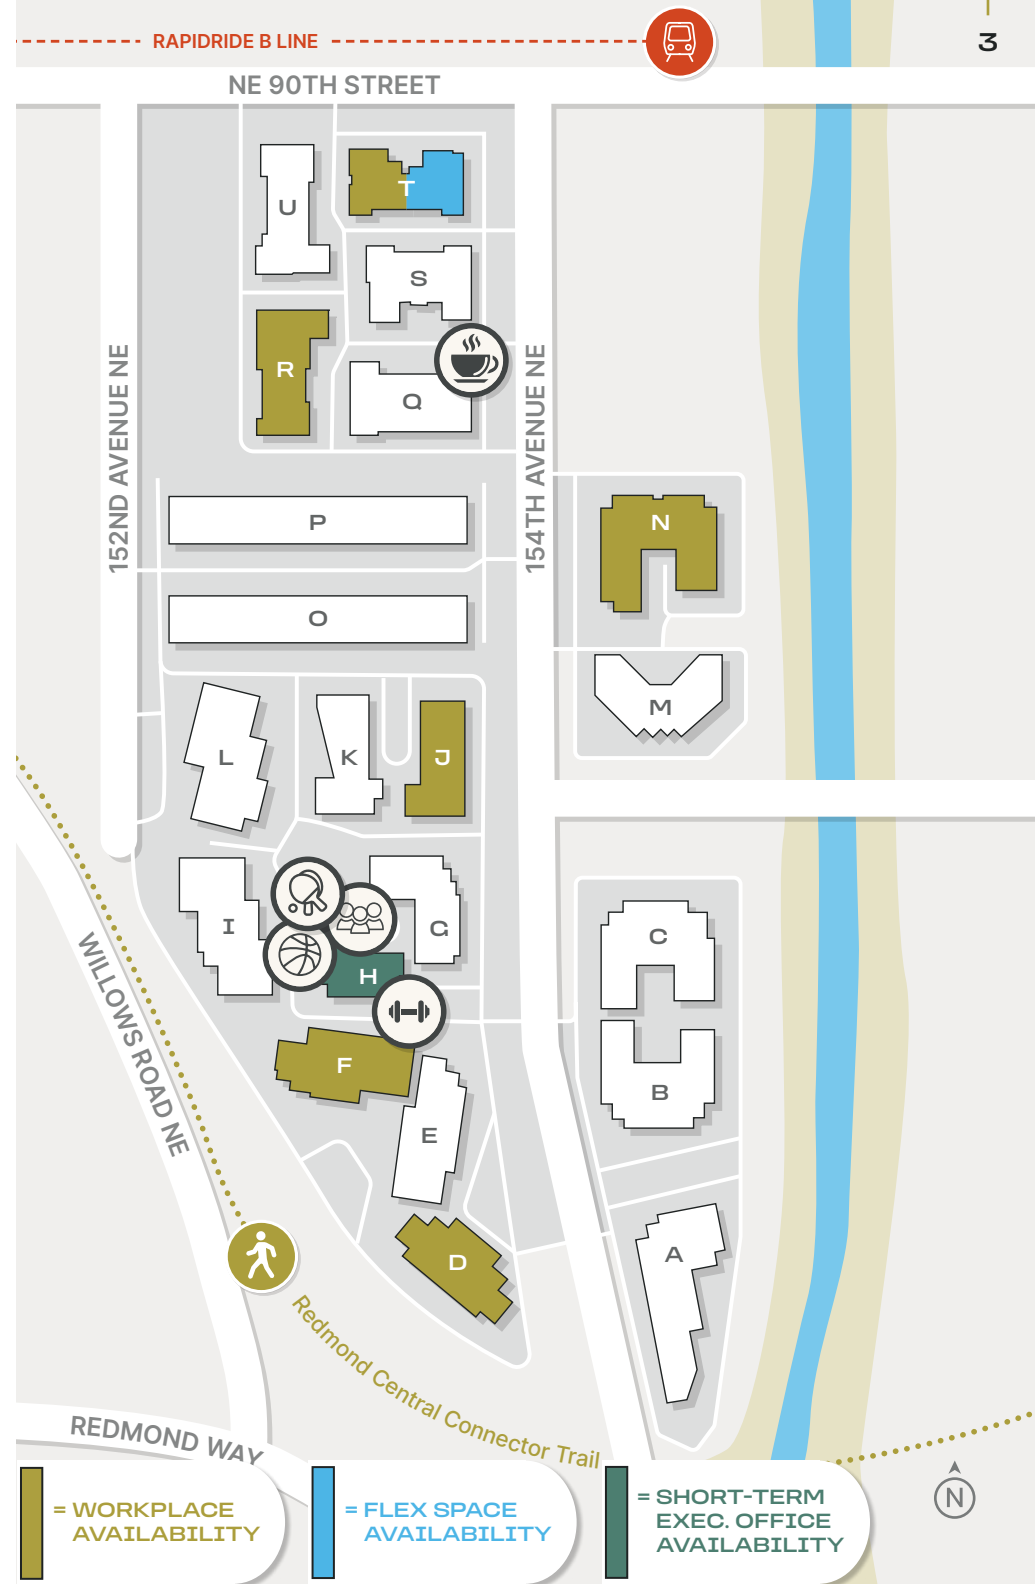 RAPIDRIDE B LINE
3
NE 90TH STREET
U
T
S
R
Q
152ND AVENUE NE
154TH AVENUE NE
P
N
O
M
L
K
J
I
G
C
H
F
B
E
WILLOWS ROAD NE
A
D
Redmond Central Connector Trail
REDMOND WAY
= WORKPLACE
AVAILABILITY
= FLEX SPACE
AVAILABILITY
= SHORT-TERM
EXEC. OFFICE
AVAILABILITY
N